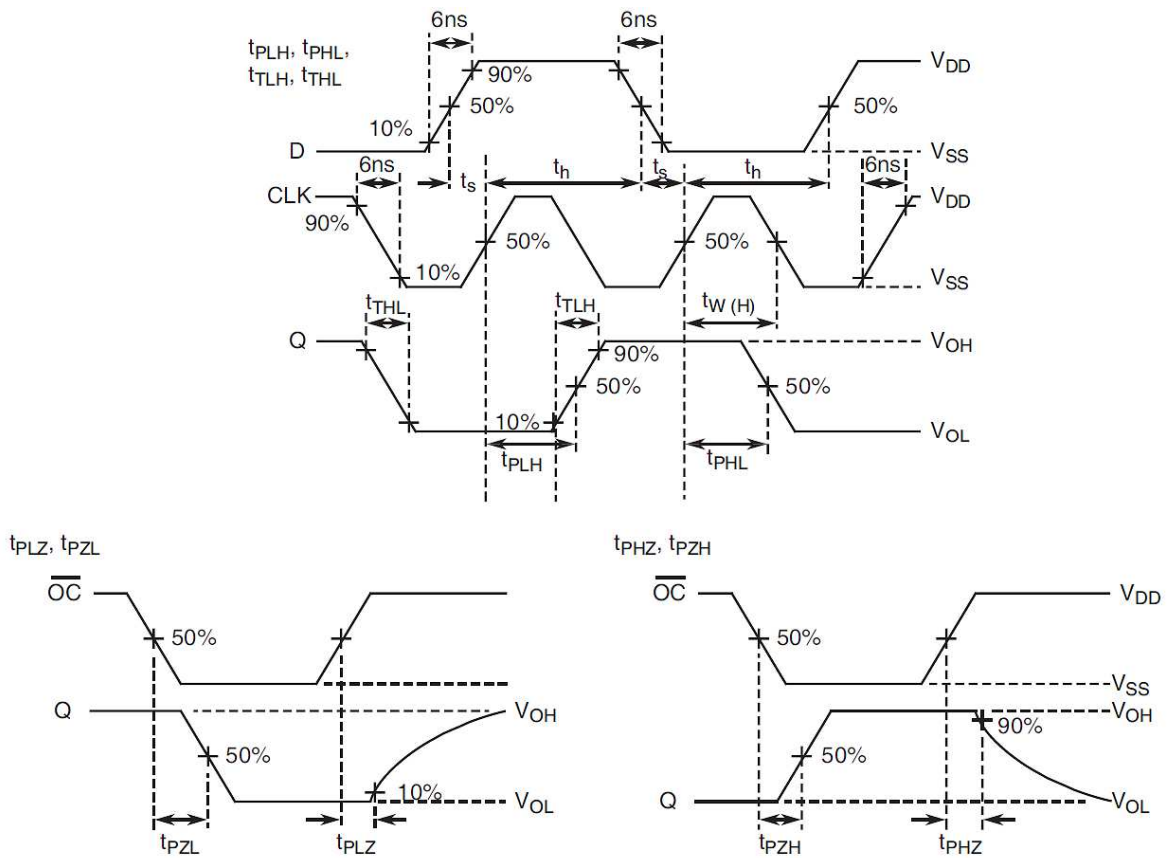 6ns 6ns
tPLH, tPHL,
tTLH, tTHL
90%
VDD
50% 50%
10%
D VSS
6ns ts th ts th 6ns
CLK VDD
90%
50% 50%
10% VSS
tTHL tTLH tW (H)
Q VOH
90%
50% 50%
10%
VOL
tPLH tPHL
tPLZ, tPZL
OC
50%
Q VOH
50%
10%
VOL
tPZL tPLZ
tPHZ, tPZH
OC VDD
50%
VSS
VOH
90%
50%
Q VOL
tPZH tPHZ